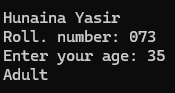 Hunaina Yasir
Roll. number: 073
Enter your age: 35
Adult